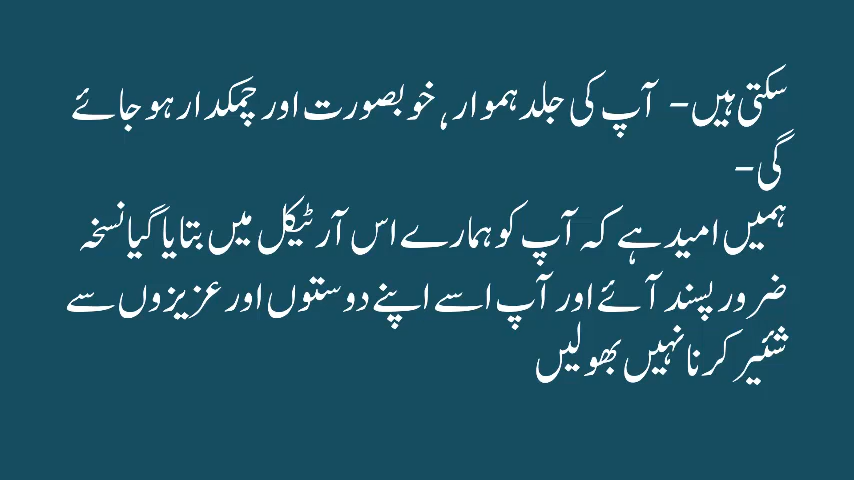 سکتی ہیں۔ آپ کی جلد ہموار، خوبصورت اور چمکدار ہو جائے
گی۔
ہمیں امید ہے کہ آپ کو ہمارے اس آرٹیکل میں بتایا گیا نسخہ
ضرور پسند آئے اور آپ اسے اپنے دوستوں اور عزیزوں سے
شئیر کرنا نہیں بھولیں